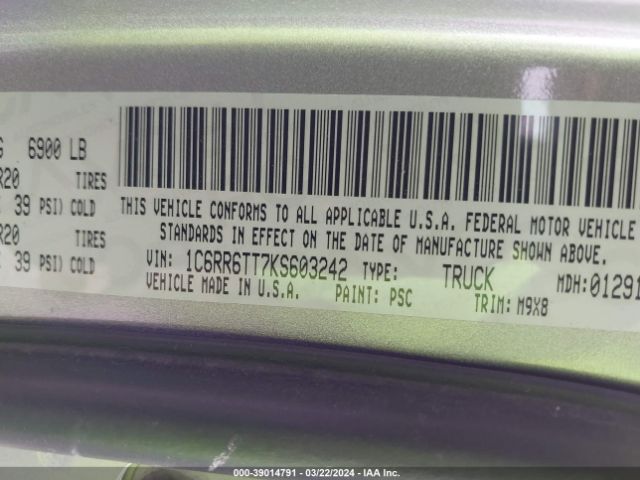 6900 LB
R20 TIRES
39 PSI) COLD
R20 TIRES
39 PSI) COLD
THIS VEHICLE CONFORMS TO ALL APPLICABLE U.S.A. FEDERAL MOTOR VEHICLE
STANDARDS IN EFFECT ON THE DATE OF MANUFACTURE SHOWN ABOVE.
VIN: 1C6RR6TT7KS603242 TYPE: TRUCK MDH:01291
VEHICLE MADE IN U.S.A. PAINT: PSC TRIM: M9X8
000-39014791 - 03/22/2024 - IAA Inc.